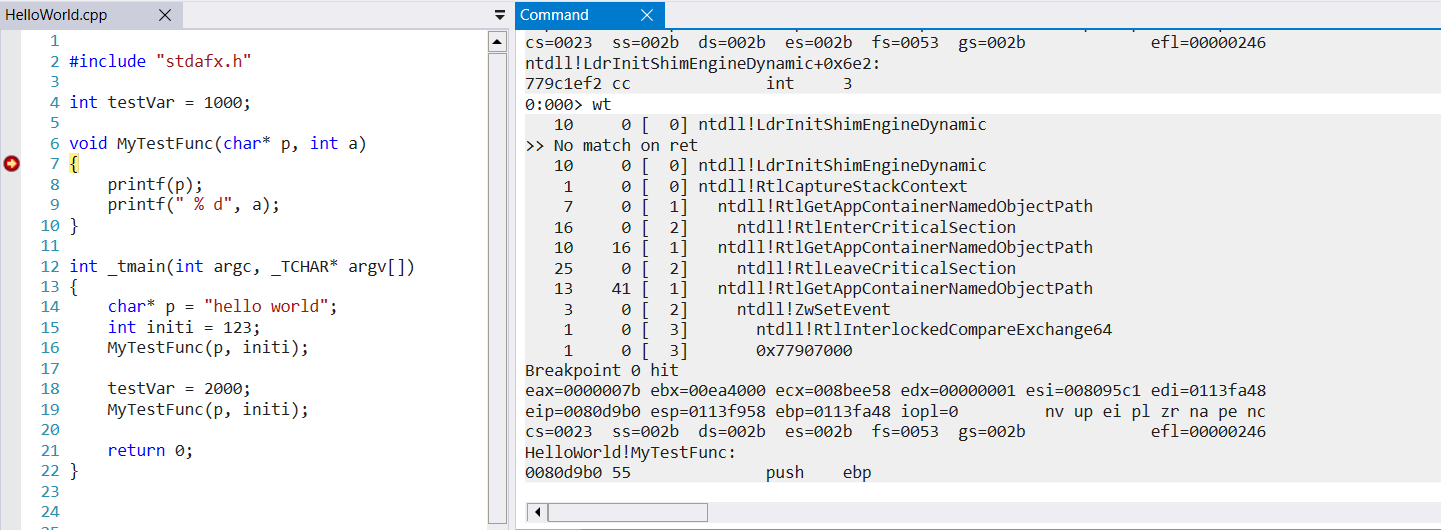 HelloWorld.cpp
1
2 #include "stdafx.h"
3
4 int testVar = 1000;
5
6 void MyTestFunc(char* p, int a)
7 {
8     printf(p);
9     printf(" % d", a);
10 }
11
12 int _tmain(int argc, _TCHAR* argv[])
13 {
14     char* p = "hello world";
15     int initi = 123;
16     MyTestFunc(p, initi);
17
18     testVar = 2000;
19     MyTestFunc(p, initi);
20
21     return 0;
22 }
23
24
Command
cs=0023  ss=002b  ds=002b  es=002b  fs=0053  gs=002b             efl=00000246
ntdll!LdrInitShimEngineDynamic+0x6e2:
779c1ef2 cc              int     3
0:000> wt
   10     0 [  0] ntdll!LdrInitShimEngineDynamic
>> No match on ret
   10     0 [  0] ntdll!LdrInitShimEngineDynamic
    1     0 [  0] ntdll!RtlCaptureStackContext
    7     0 [  1]   ntdll!RtlGetAppContainerNamedObjectPath
   16     0 [  2]     ntdll!RtlEnterCriticalSection
   10    16 [  1]   ntdll!RtlGetAppContainerNamedObjectPath
   25     0 [  2]     ntdll!RtlLeaveCriticalSection
   13    41 [  1]   ntdll!RtlGetAppContainerNamedObjectPath
    3     0 [  2]     ntdll!ZwSetEvent
    1     0 [  3]       ntdll!RtlInterlockedCompareExchange64
    1     0 [  3]       0x77907000
Breakpoint 0 hit
eax=0000007b ebx=00ea4000 ecx=008bee58 edx=00000001 esi=008095c1 edi=0113fa48
eip=0080d9b0 esp=0113f958 ebp=0113fa48 iopl=0         nv up ei pl zr na pe nc
cs=0023  ss=002b  ds=002b  es=002b  fs=0053  gs=002b             efl=00000246
HelloWorld!MyTestFunc:
0080d9b0 55              push    ebp